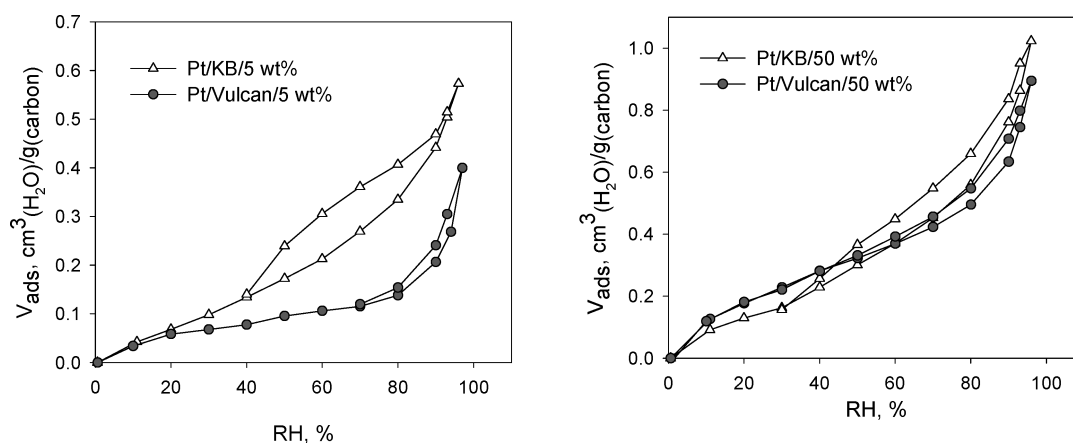 0.7
0.6
0.5
0.4
0.3
0.2
0.1
0.0
V_ads, cm³(H₂O)/g(carbon)
Pt/KB/5 wt%
Pt/Vulcan/5 wt%
0 20 40 60 80 100
RH, %
1.0
0.8
0.6
0.4
0.2
0.0
V_ads, cm³(H₂O)/g(carbon)
Pt/KB/50 wt%
Pt/Vulcan/50 wt%
0 20 40 60 80 100
RH, %